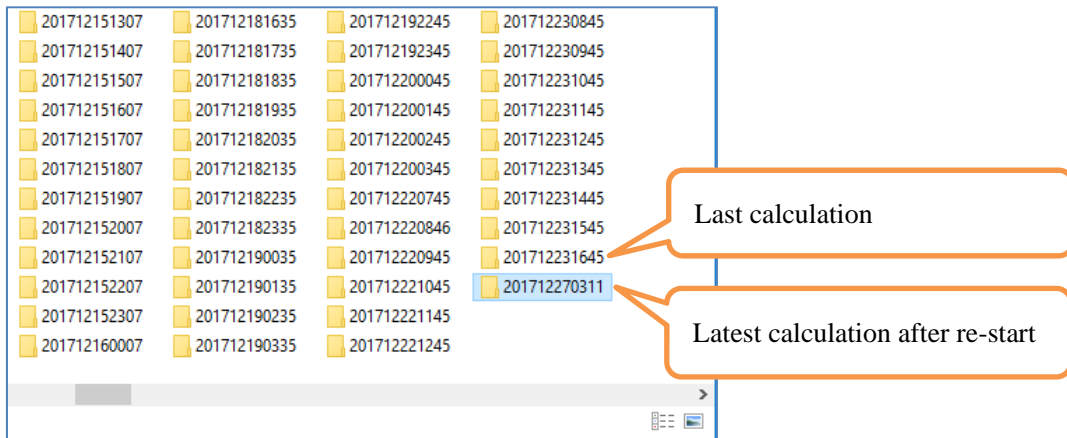 201712151307 201712181635 201712192245 201712230845
201712151407 201712181735 201712192345 201712230945
201712151507 201712181835 201712200045 201712231045
201712151607 201712181935 201712200145 201712231145
201712151707 201712182035 201712200245 201712231245
201712151807 201712182135 201712200345 201712231345
201712151907 201712182235 201712220745 201712231445
201712152007 201712182335 201712220846 201712231545
201712152107 201712190035 201712220945 201712231645
201712152207 201712190135 201712221045 201712270311
201712152307 201712190235 201712221145
201712160007 201712190335 201712221245
Last calculation
Latest calculation after re-start